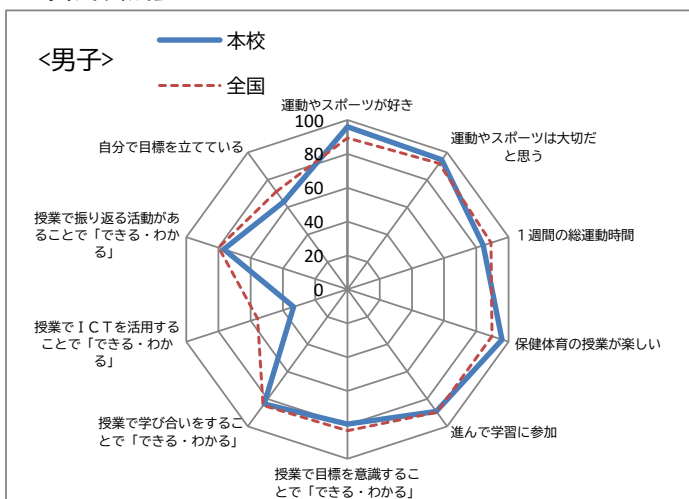 <男子>
本校
全国
運動やスポーツが好き
運動やスポーツは大切だ
と思う
１週間の総運動時間
保健体育の授業が楽しい
進んで学習に参加
授業で目標を意識するこ
とで「できる・わかる」
授業で学び合いをするこ
とで「できる・わかる」
授業でＩＣＴを活用する
ことで「できる・わか
る」
授業で振り返る活動があ
ることで「できる・わか
る」
自分で目標を立てている
100
80
60
40
20
0